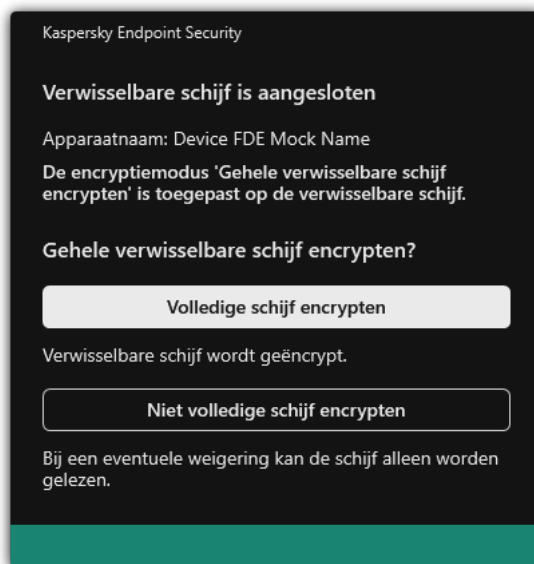 Kaspersky Endpoint Security
Verwisselbare schijf is aangesloten
Apparaatnaam: Device FDE Mock Name
De encryptiemodus 'Gehele verwisselbare schijf
encrypten' is toegepast op de verwisselbare schijf.
Gehele verwisselbare schijf encrypten?
Volledige schijf encrypten
Verwisselbare schijf wordt geëncrypt.
Niet volledige schijf encrypten
Bij een eventuele weigering kan de schijf alleen worden
gelezen.